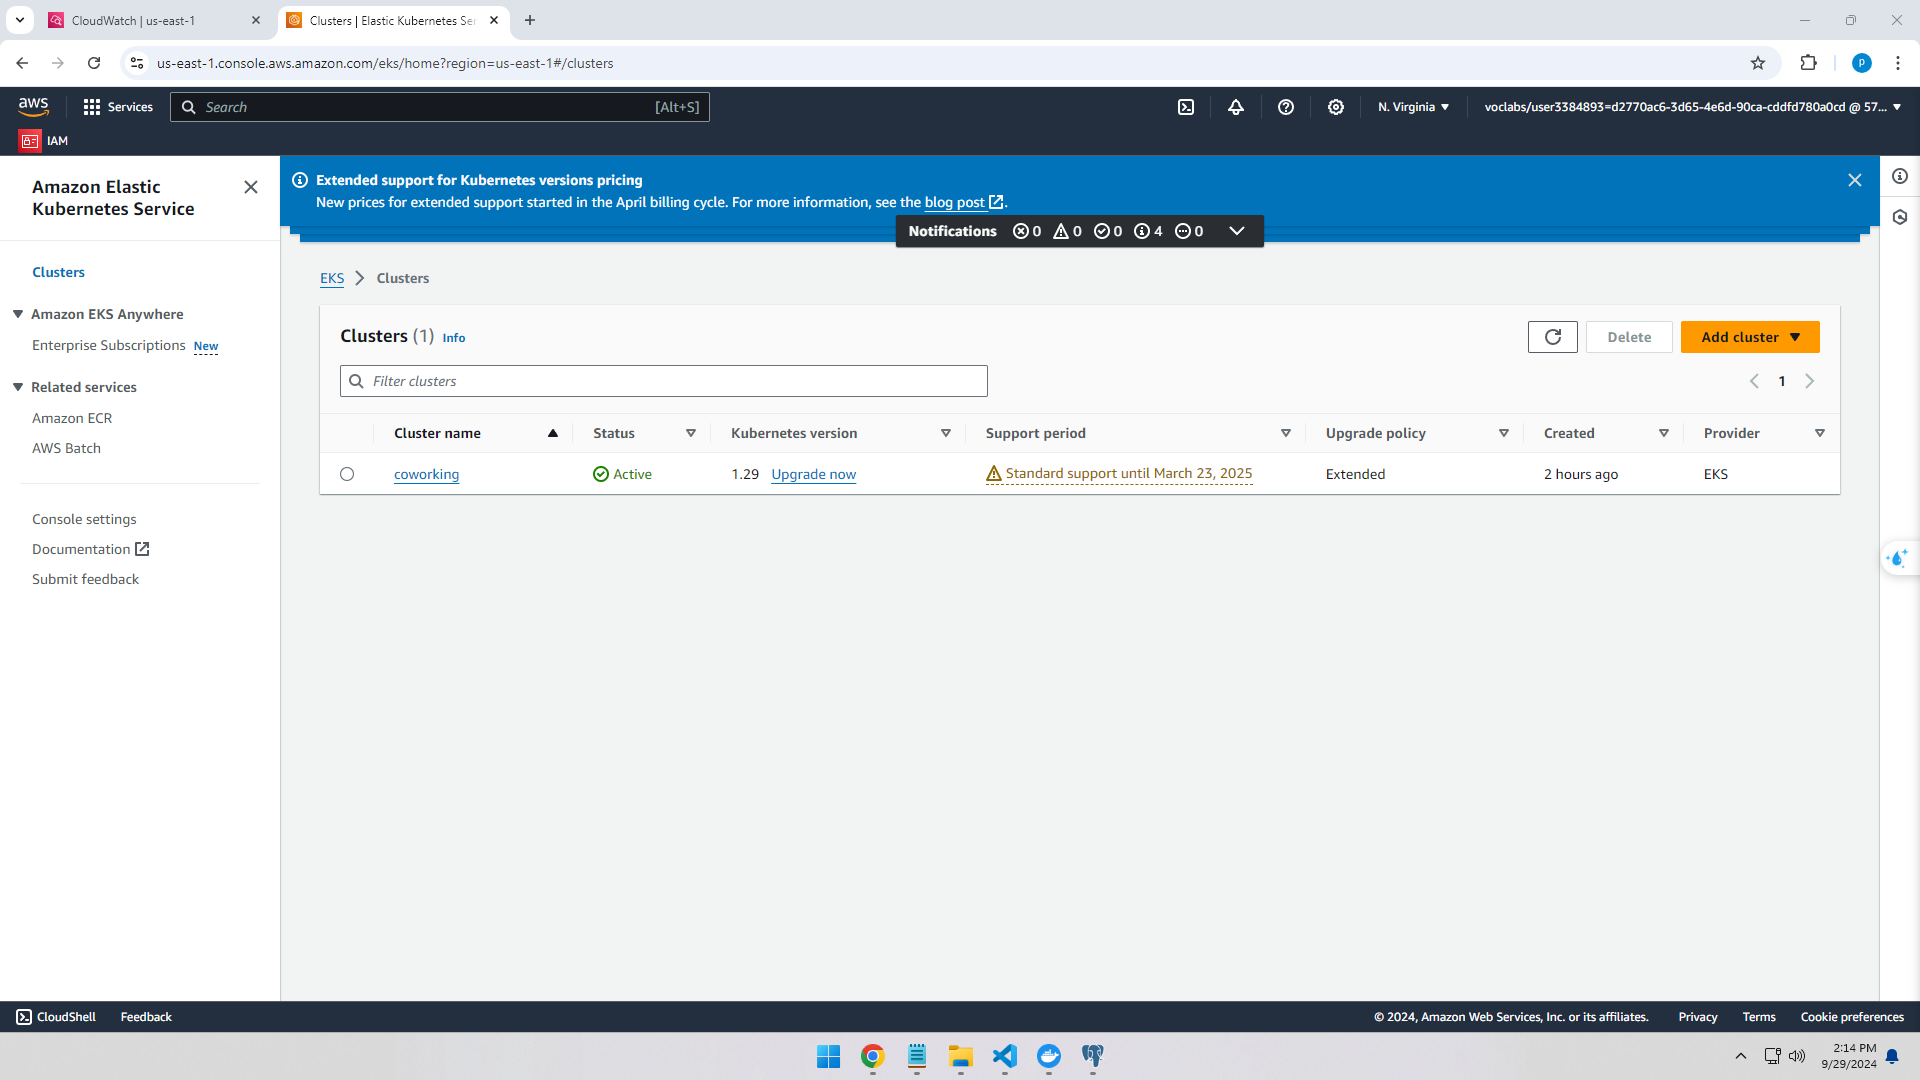 CloudWatch | us-east-1
Clusters | Elastic Kubernetes Ser
us-east-1.console.aws.amazon.com/eks/home?region=us-east-1#/clusters
P
aws
Services
Search
[Alt+S]
N. Virginia
voclabs/user3384893=d2770ac6-3d65-4e6d-90ca-cddfd780a0cd @ 57...
IAM
Amazon Elastic
Kubernetes Service
Clusters
Amazon EKS Anywhere
Enterprise Subscriptions New
Related services
Amazon ECR
AWS Batch
Console settings
Documentation
Submit feedback
Extended support for Kubernetes versions pricing
New prices for extended support started in the April billing cycle. For more information, see the blog post.
Notifications 0 0 0 4 0
EKS Clusters
Clusters (1) Info
Delete
Add cluster
Filter clusters
1
Cluster name Status Kubernetes version Support period Upgrade policy Created Provider
coworking Active 1.29 Upgrade now Standard support until March 23, 2025 Extended 2 hours ago EKS
CloudShell Feedback
© 2024, Amazon Web Services, Inc. or its affiliates. Privacy Terms Cookie preferences
2:14 PM
9/29/2024